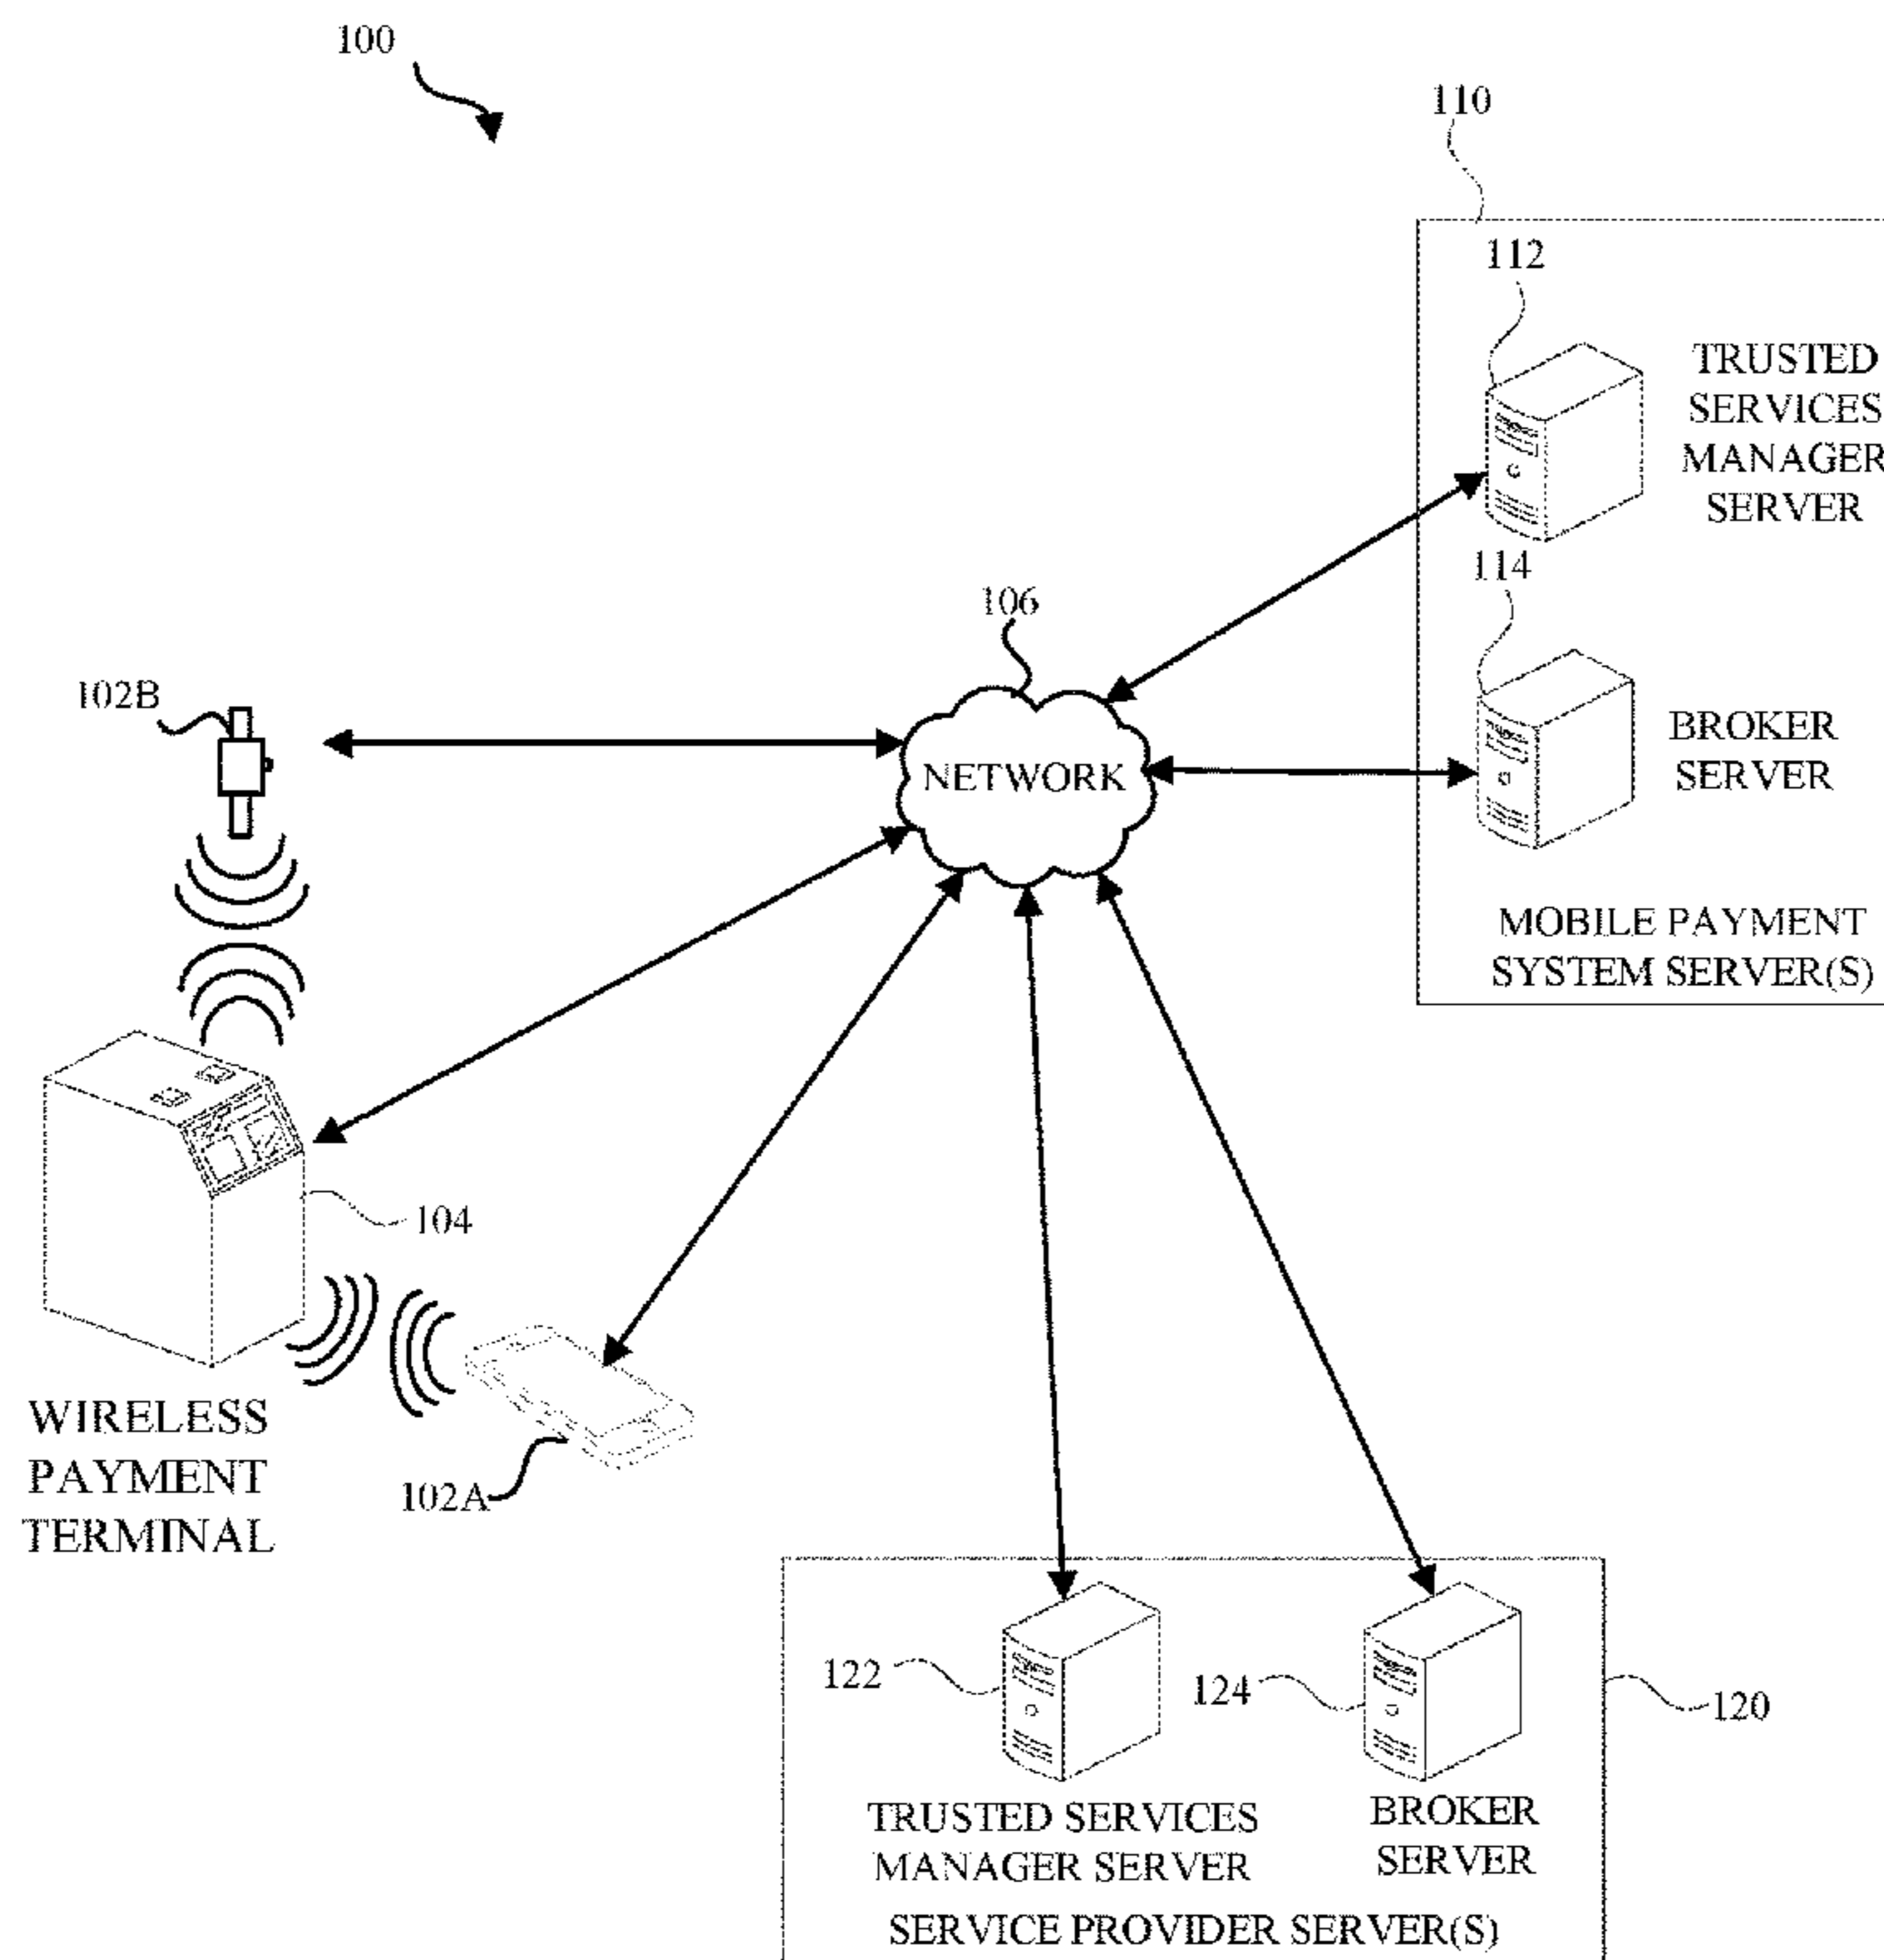 100
110
112
TRUSTED
SERVICES
MANAGER
SERVER
114
106
102B
NETWORK
BROKER
SERVER
MOBILE PAYMENT
SYSTEM SERVER(S)
104
WIRELESS
PAYMENT
TERMINAL
102A
122
124
120
TRUSTED SERVICES
MANAGER SERVER
BROKER
SERVER
SERVICE PROVIDER SERVER(S)